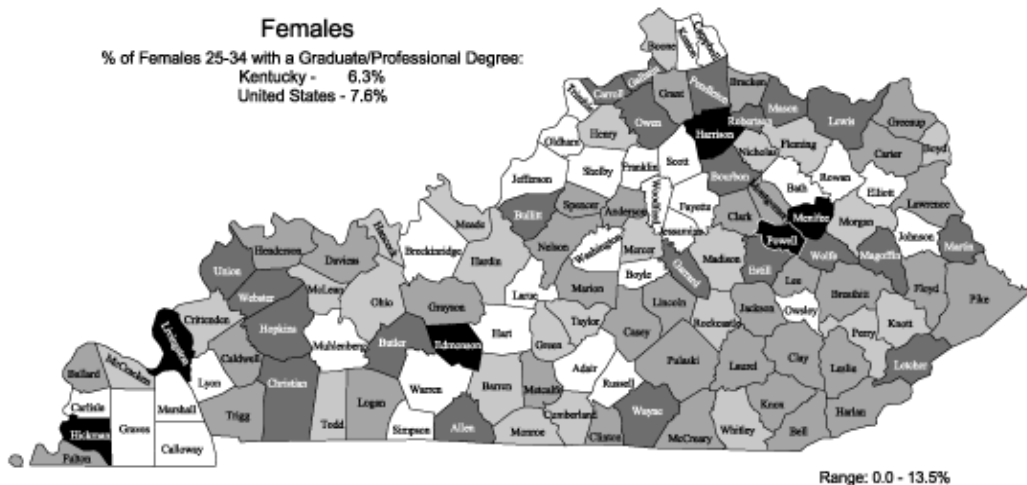 Females
% of Females 25-34 with a Graduate/Professional Degree:
Kentucky - 6.3%
United States - 7.6%
Boone
Kenton
Campbell
Gallatin
Carroll
Trimble
Grant
Pendleton
Bracken
Mason
Robertson
Lewis
Greenup
Owen
Harrison
Henry
Oldham
Nicholas
Fleming
Carter
Boyd
Jefferson
Shelby
Franklin
Scott
Bourbon
Bath
Rowan
Elliott
Lawrence
Bullitt
Spencer
Anderson
Woodford
Fayette
Clark
Montgomery
Menifee
Morgan
Johnson
Martin
Meade
Hancock
Breckinridge
Hardin
Nelson
Washington
Mercer
Jessamine
Madison
Powell
Estill
Wolfe
Magoffin
Floyd
Pike
Henderson
Daviess
Union
Webster
McLean
Ohio
Grayson
Larue
Marion
Boyle
Garrard
Lincoln
Jackson
Lee
Owsley
Breathitt
Knott
Perry
Letcher
Crittenden
Livingston
Hopkins
Muhlenberg
Butler
Edmonson
Hart
Green
Taylor
Casey
Rockcastle
Pulaski
Laurel
Clay
Leslie
Harlan
Ballard
McCracken
Caldwell
Lyon
Christian
Warren
Barren
Metcalfe
Adair
Russell
Carlisle
Marshall
Graves
Hickman
Fulton
Calloway
Trigg
Todd
Logan
Simpson
Allen
Monroe
Cumberland
Clinton
Wayne
McCreary
Whitley
Knox
Bell
Range: 0.0 - 13.5%